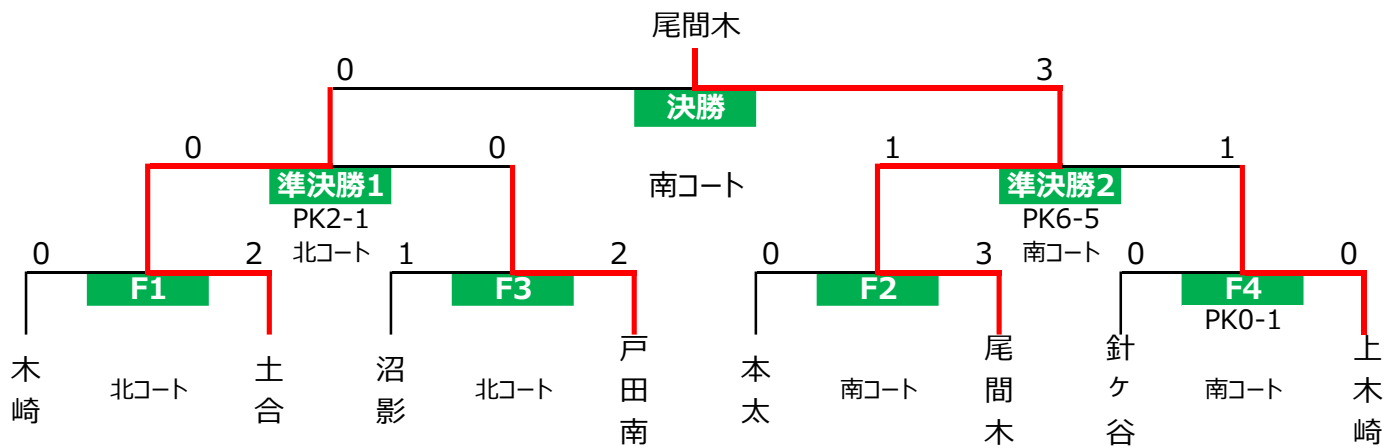 尾間木
0
3
決勝
0
0
1
1
準決勝1
南コート
準決勝2
PK2-1
PK6-5
北コート
南コート
0
2
1
2
0
3
0
0
F1
F3
F2
F4
PK0-1
木崎
北コート
土合
沼影
北コート
戸田南
本太
南コート
尾間木
針ヶ谷
南コート
上木崎